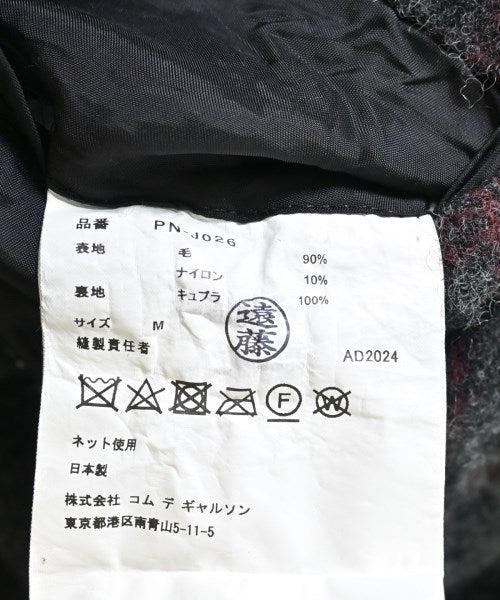 品番 PN-J026
表地 毛 90%
ナイロン 10%
裏地 キュプラ 100%
サイズ M
縫製責任者 遠藤 AD2024
F W
ネット使用
日本製
株式会社 コム デ ギャルソン
東京都港区南青山5-11-5